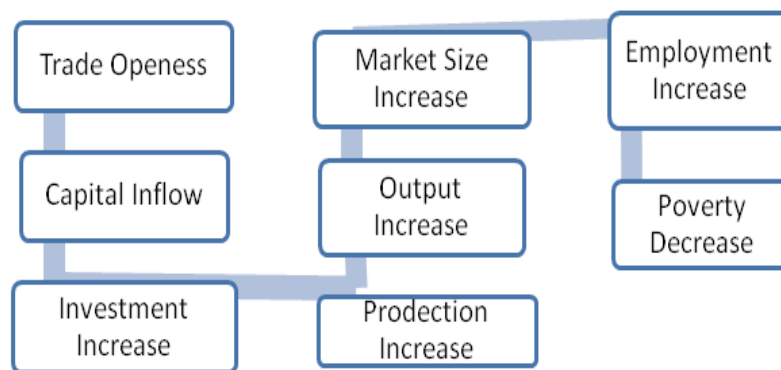 Trade Openess
Capital Inflow
Investment
Increase
Prodection
Increase
Output
Increase
Market Size
Increase
Employment
Increase
Poverty
Decrease